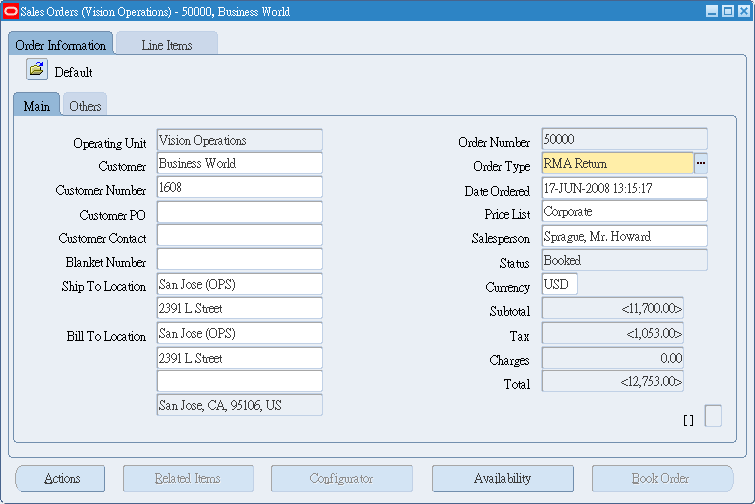 Sales Orders (Vision Operations) - 50000, Business World
Order Information Line Items
Default
Main Others
Operating Unit Vision Operations
Customer Business World
Customer Number 1608
Customer PO
Customer Contact
Blanket Number
Ship To Location San Jose (OPS)
2391 L Street
Bill To Location San Jose (OPS)
2391 L Street
San Jose, CA, 95106, US
Order Number 50000
Order Type RMA Return ...
Date Ordered 17-JUN-2008 13:15:17
Price List Corporate
Salesperson Sprague, Mr. Howard
Status Booked
Currency USD
Subtotal <11,700.00>
Tax <1,053.00>
Charges 0.00
Total <12,753.00>
[ ]
Actions Related Items Configurator Availability Book Order